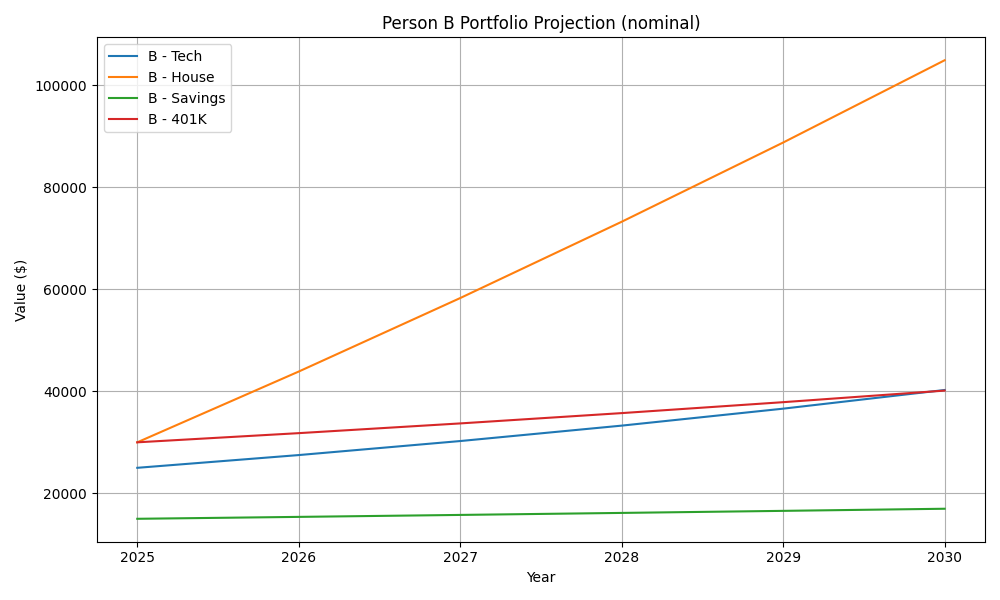 Person B Portfolio Projection (nominal)
B - Tech
B - House
B - Savings
B - 401K
100000
80000
60000
40000
20000
Value ($)
2025 2026 2027 2028 2029 2030
Year